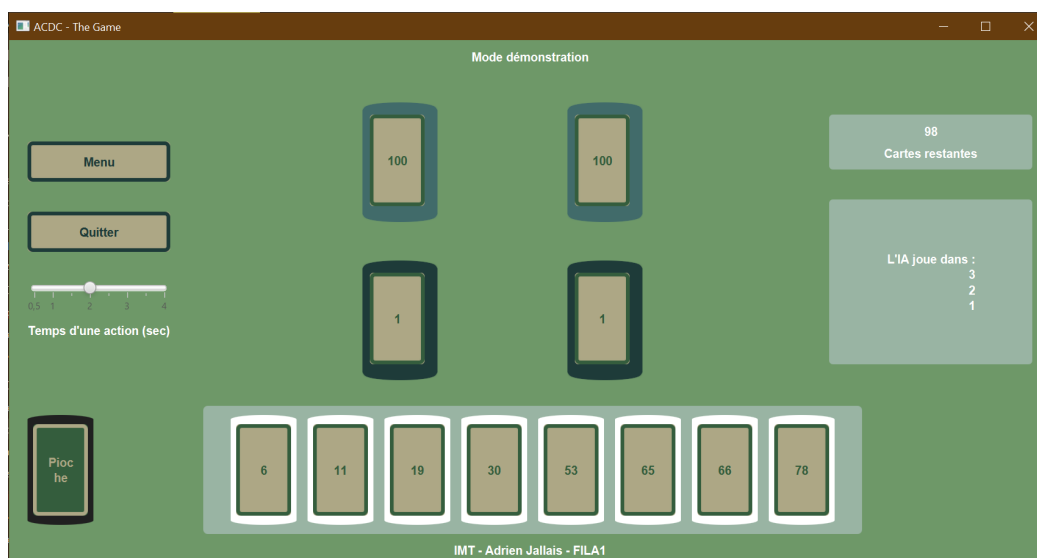 ACDC - The Game
Mode démonstration
Menu
Quitter
0,5 1 2 3 4
Temps d'une action (sec)
100
100
1
1
98
Cartes restantes
L'IA joue dans :
3
2
1
Pioc
he
6 11 19 30 53 65 66 78
IMT - Adrien Jallais - FILA1